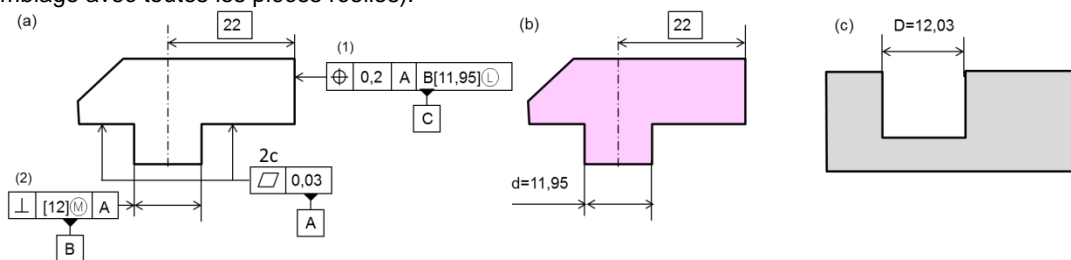 emblage avec toutes les pièces réelles).
(a)
22
(1)
⌖ 0,2 A B[11,95]Ⓛ
C
2c
⏥ 0,03
A
(2)
⊥ [12]Ⓜ A
B
(b)
22
d=11,95
(c)
D=12,03